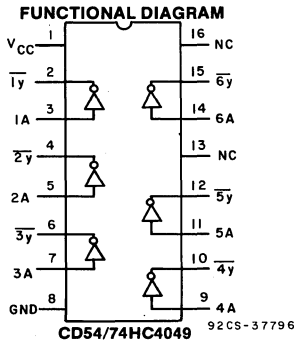 FUNCTIONAL DIAGRAM
VCC 1 16 NC
1y 2 15 6y
1A 3 14 6A
2y 4 13 NC
2A 5 12 5y
3y 6 11 5A
3A 7 10 4y
GND 8 9 4A
92CS-37796
CD54/74HC4049